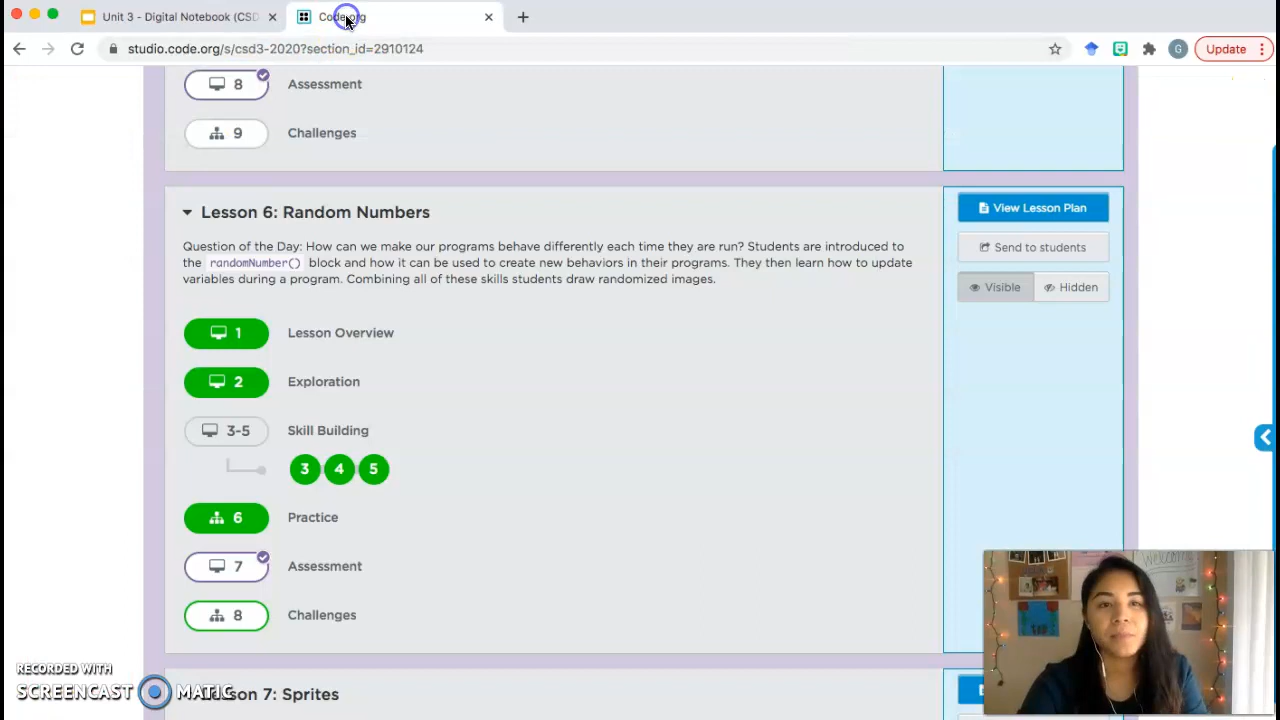 Unit 3 - Digital Notebook (CSD
Code.org
studio.code.org/s/csd3-2020?section_id=2910124
G
Update
8 Assessment
9 Challenges
Lesson 6: Random Numbers
View Lesson Plan
Question of the Day: How can we make our programs behave differently each time they are run? Students are introduced to
the randomNumber() block and how it can be used to create new behaviors in their programs. They then learn how to update
variables during a program. Combining all of these skills students draw randomized images.
Send to students
Visible Hidden
1 Lesson Overview
2 Exploration
3-5 Skill Building
3 4 5
6 Practice
7 Assessment
8 Challenges
WELCOME
RECORDED WITH
SCREENCAST MATIC
Lesson 7: Sprites